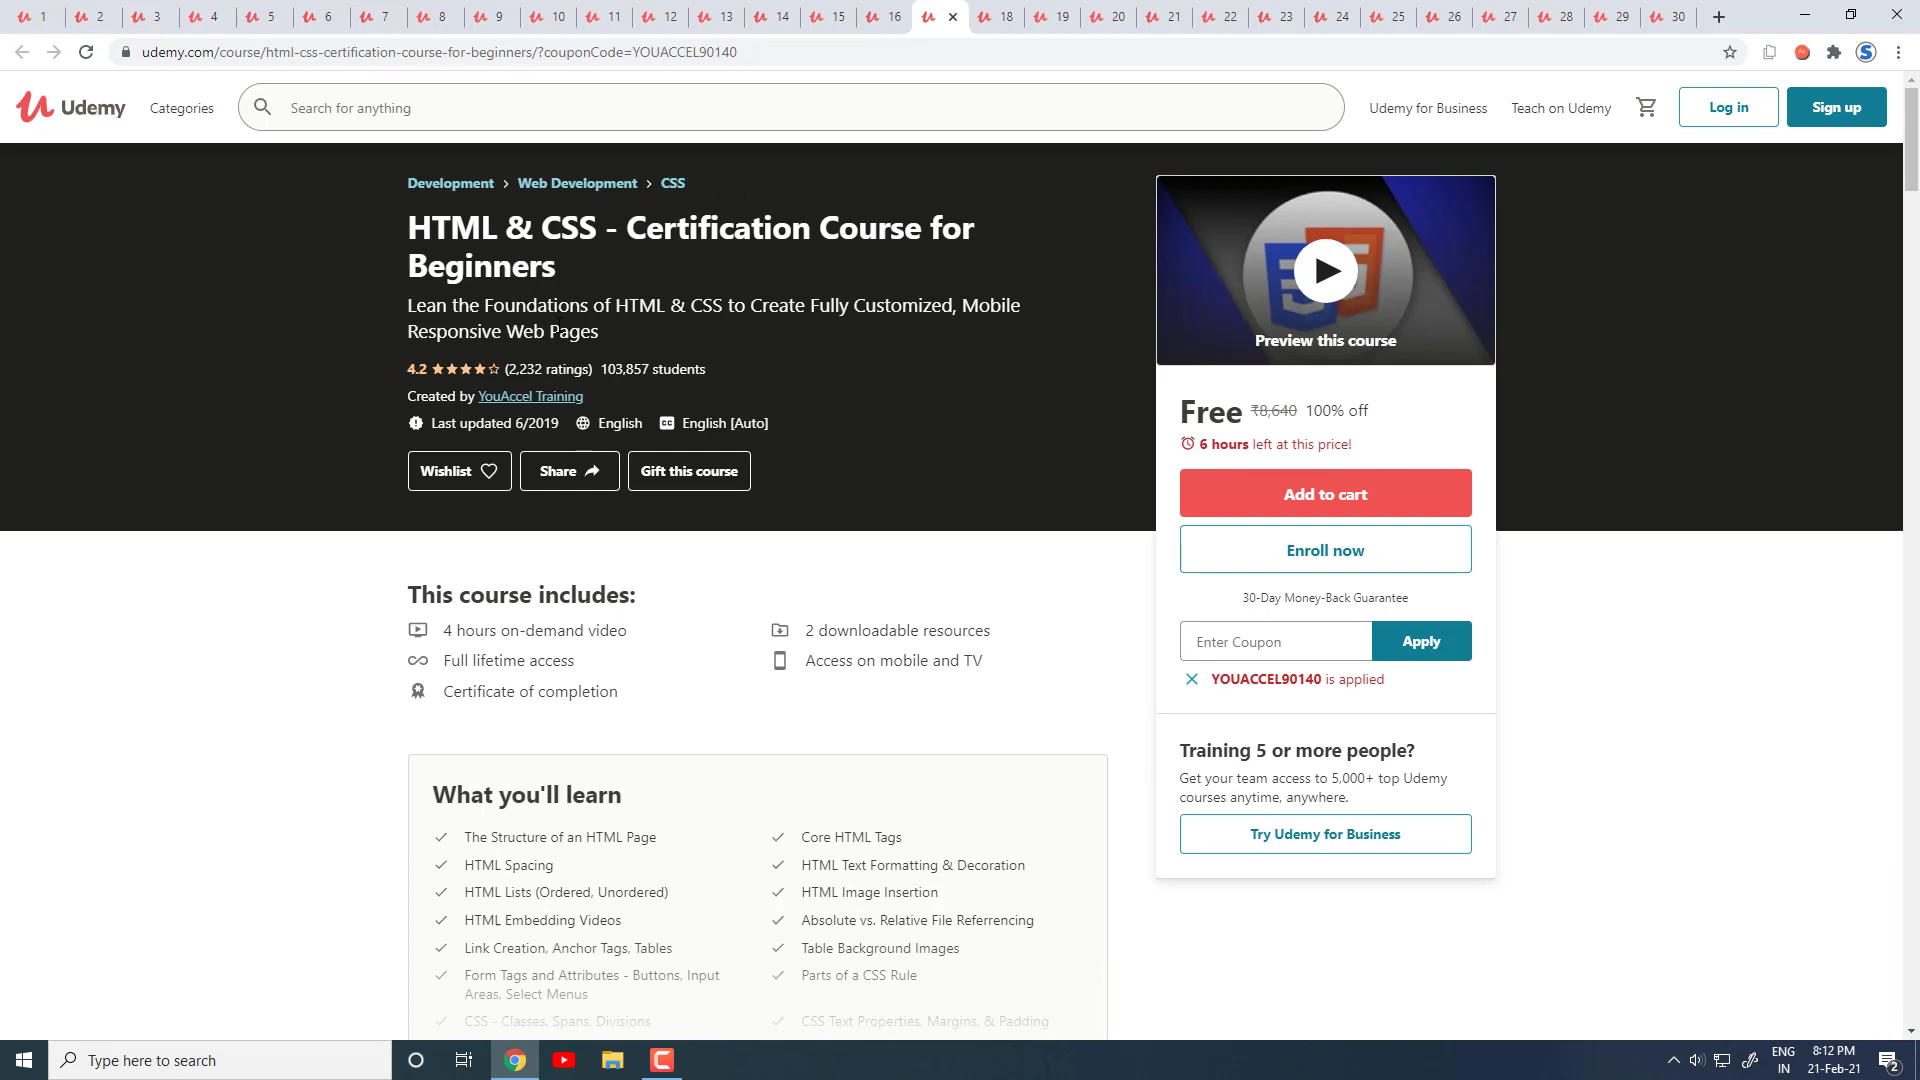 1 2 3 4 5 6 7 8 9 10 11 12 13 14 15 16 18 19 20 21 22 23 24 25 26 27 28 29 30
udemy.com/course/html-css-certification-course-for-beginners/?couponCode=YOUACCEL90140
Udemy Categories Search for anything Udemy for Business Teach on Udemy Log in Sign up
Development › Web Development › CSS
HTML & CSS - Certification Course for
Beginners
Lean the Foundations of HTML & CSS to Create Fully Customized, Mobile
Responsive Web Pages
4.2 (2,232 ratings) 103,857 students
Created by YouAccel Training
Last updated 6/2019 English CC English [Auto]
Wishlist Share Gift this course
Preview this course
Free ₹8,640 100% off
6 hours left at this price!
Add to cart
Enroll now
30-Day Money-Back Guarantee
Enter Coupon Apply
YOUACCEL90140 is applied
Training 5 or more people?
Get your team access to 5,000+ top Udemy
courses anytime, anywhere.
Try Udemy for Business
This course includes:
4 hours on-demand video 2 downloadable resources
Full lifetime access Access on mobile and TV
Certificate of completion
What you'll learn
The Structure of an HTML Page Core HTML Tags
HTML Spacing HTML Text Formatting & Decoration
HTML Lists (Ordered, Unordered) HTML Image Insertion
HTML Embedding Videos Absolute vs. Relative File Referrencing
Link Creation, Anchor Tags, Tables Table Background Images
Form Tags and Attributes - Buttons, Input Parts of a CSS Rule
Areas, Select Menus
CSS - Classes, Spans, Divisions CSS Text Properties, Margins, & Padding
Type here to search ENG 8:12 PM
IN 21-Feb-21 2